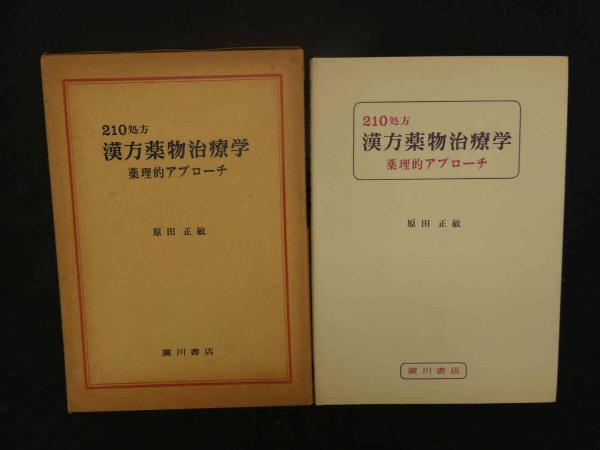 210処方
漢方薬物治療学
薬理的アプローチ
原田 正敏
廣川書店
210処方
漢方薬物治療学
薬理的アプローチ
原田 正敏
廣川書店